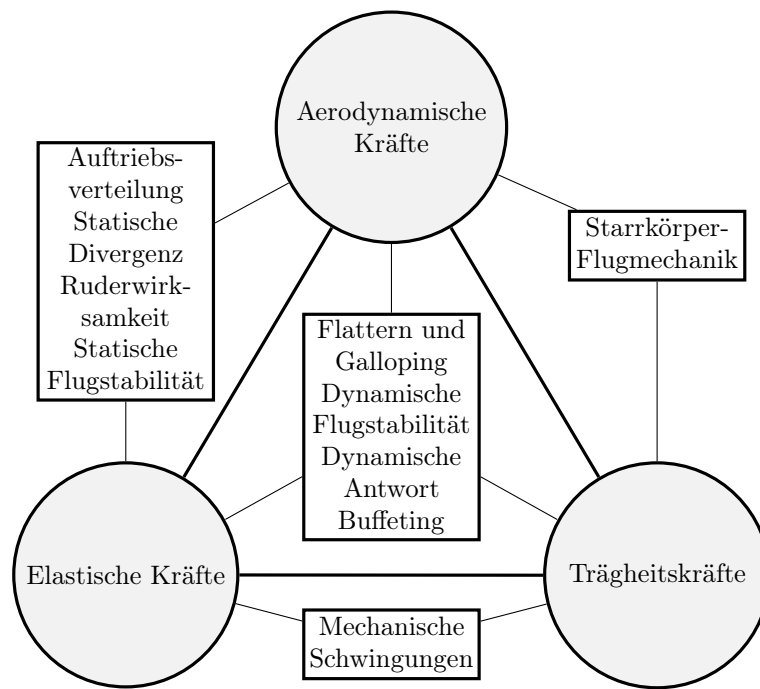 Aerodynamische
Kräfte
Auftriebs-
verteilung
Statische
Divergenz
Ruderwirk-
samkeit
Statische
Flugstabilität
Starrkörper-
Flugmechanik
Flattern und
Galloping
Dynamische
Flugstabilität
Dynamische
Antwort
Buffeting
Elastische Kräfte
Trägheitskräfte
Mechanische
Schwingungen